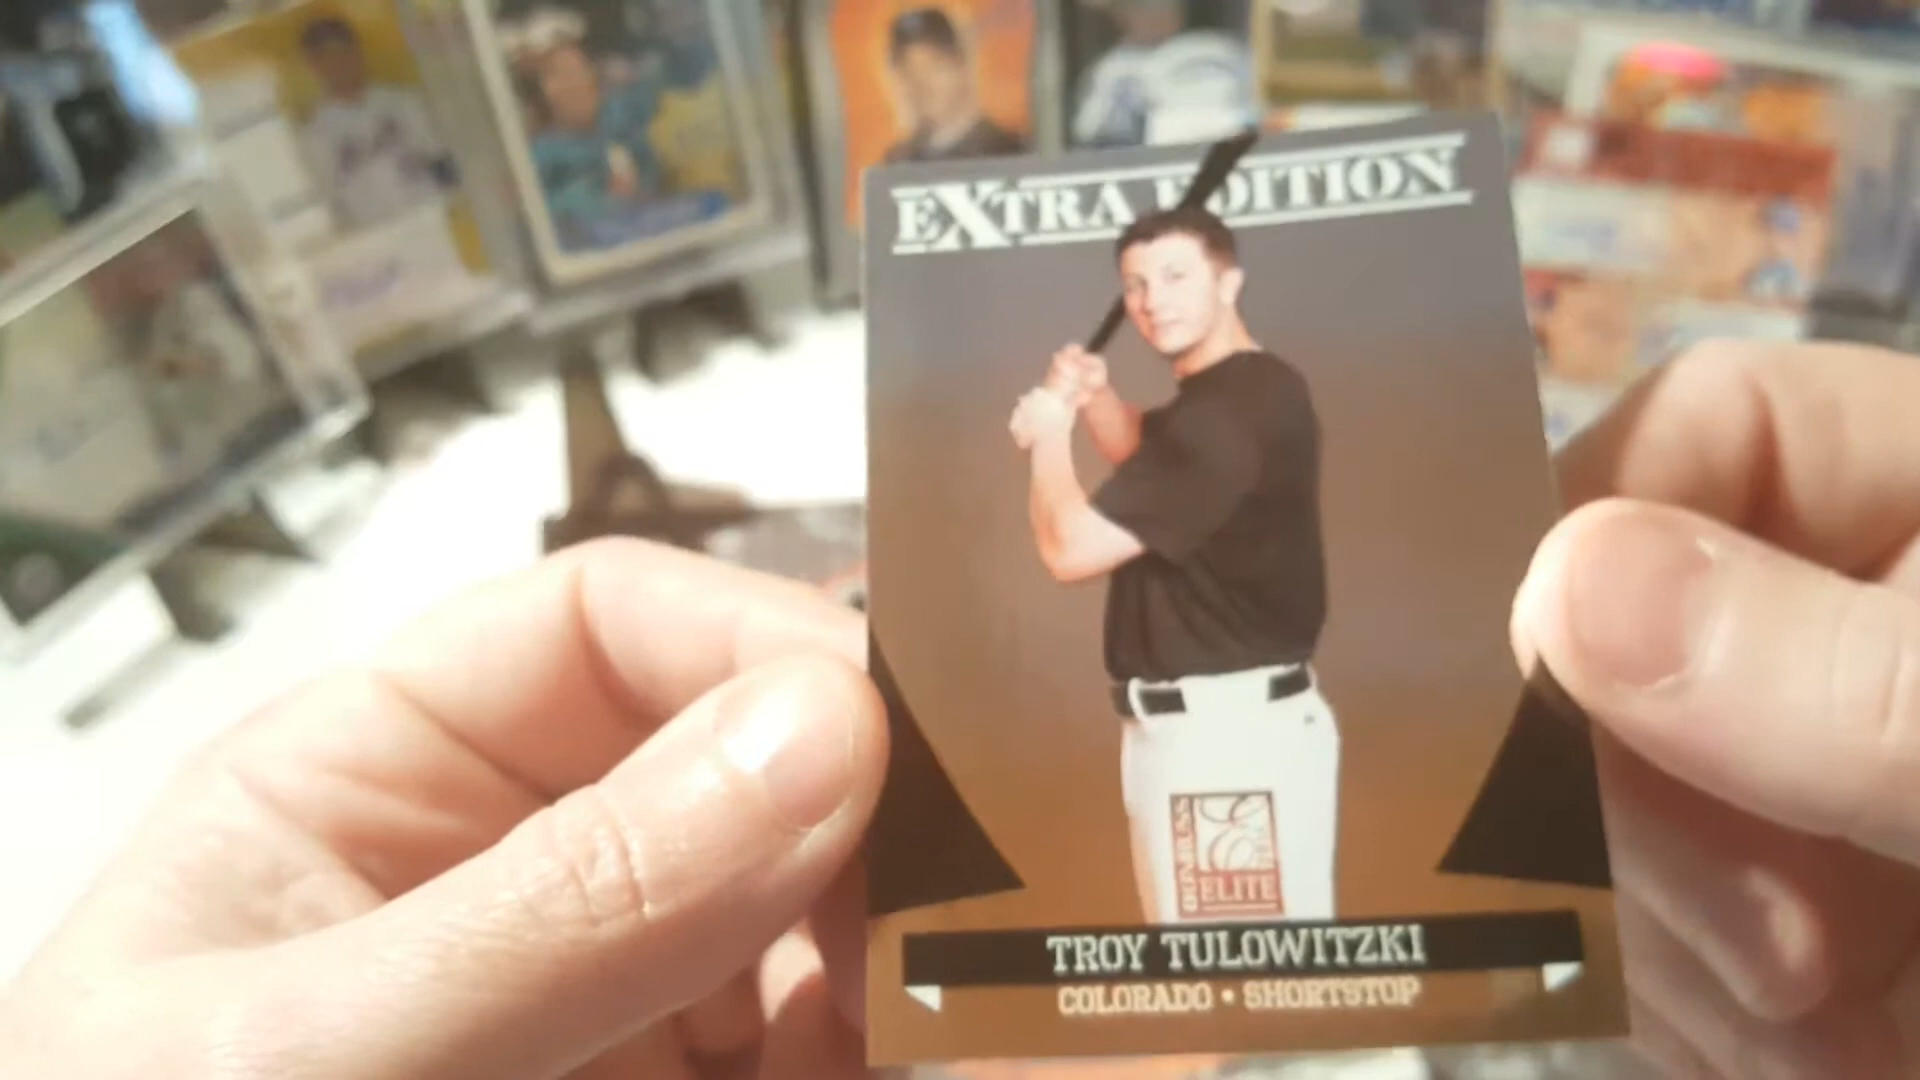 EXTRA EDITION
DONRUSS
ELITE
TROY TULOWITZKI
COLORADO • SHORTSTOP